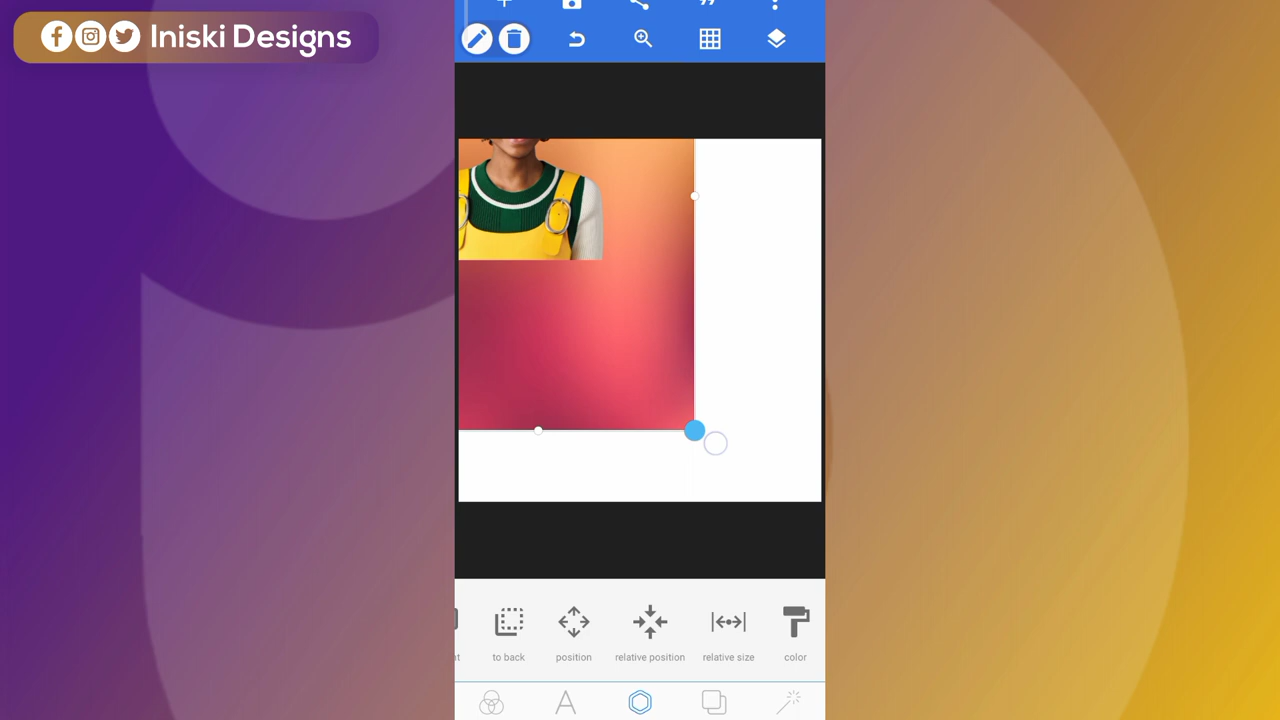 Iniski Designs
to back
position
relative position
relative size
color